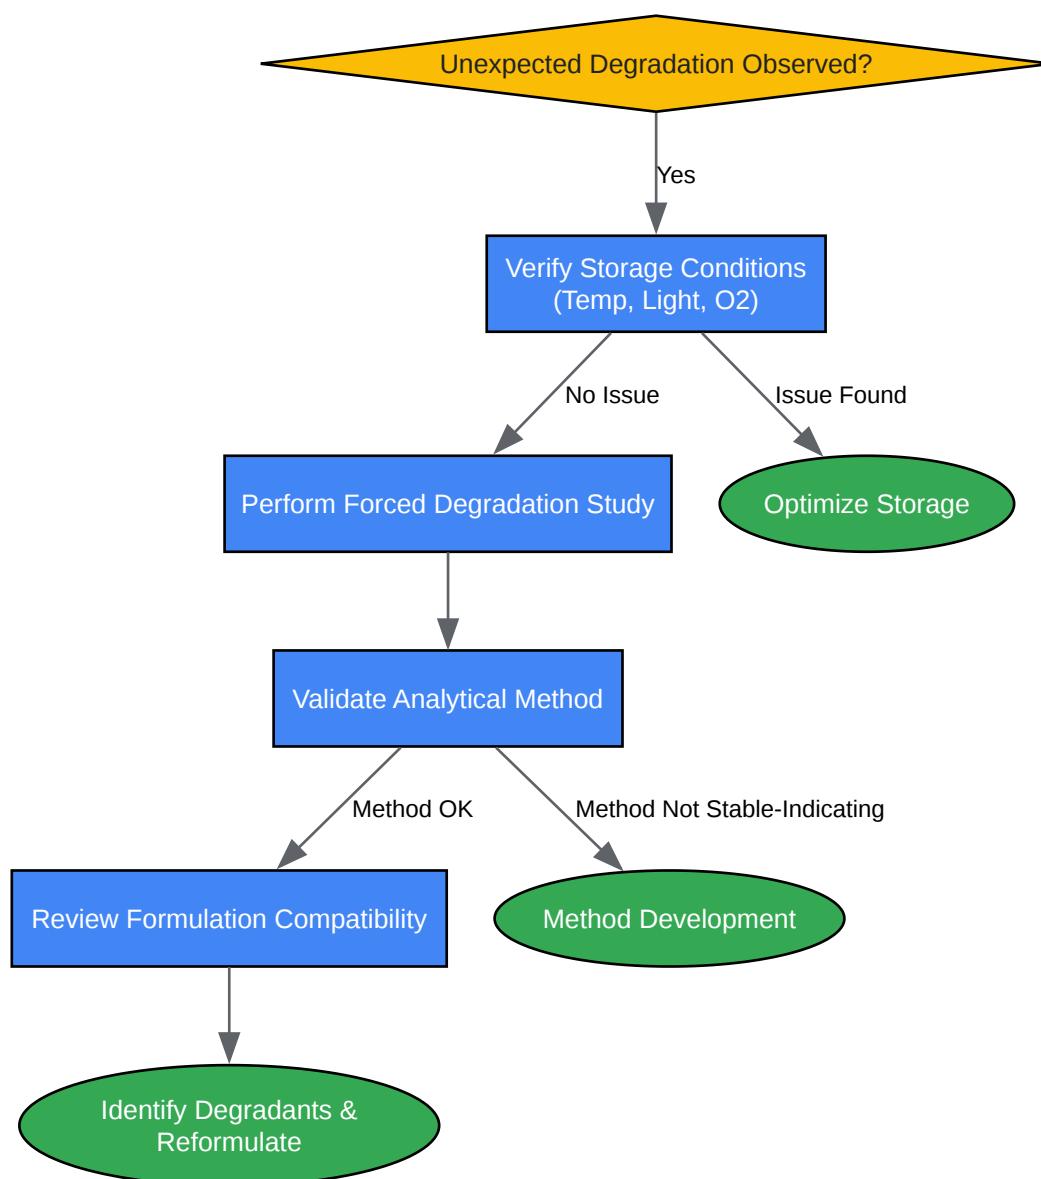 Unexpected Degradation Observed?
Yes
Verify Storage Conditions
(Temp, Light, O2)
No Issue
Issue Found
Perform Forced Degradation Study
Optimize Storage
Validate Analytical Method
Method OK
Method Not Stable-Indicating
Review Formulation Compatibility
Method Development
Identify Degradants &
Reformulate